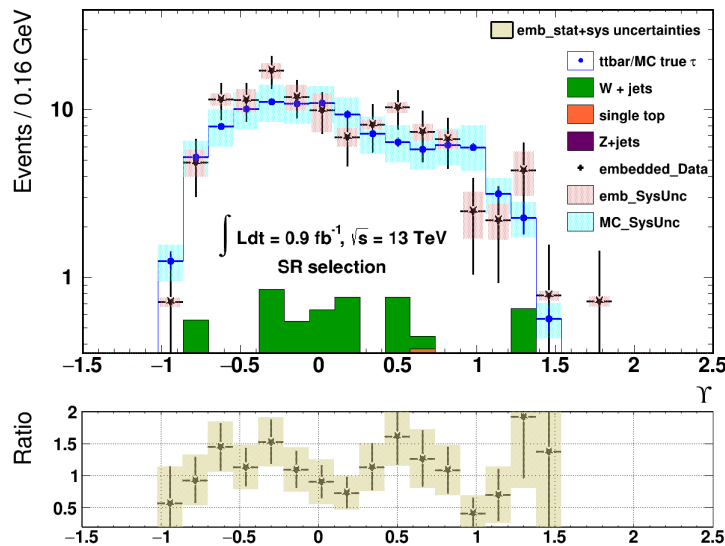 Events / 0.16 GeV
emb_stat+sys uncertainties
ttbar/MC true τ
W + jets
single top
Z+jets
embedded_Data
emb_SysUnc
MC_SysUnc
∫ Ldt = 0.9 fb⁻¹, √s = 13 TeV
SR selection
10
1
−1.5 −1 −0.5 0 0.5 1 1.5 2 2.5
ϒ
Ratio
2
1.5
1
0.5
−1.5 −1 −0.5 0 0.5 1 1.5 2 2.5